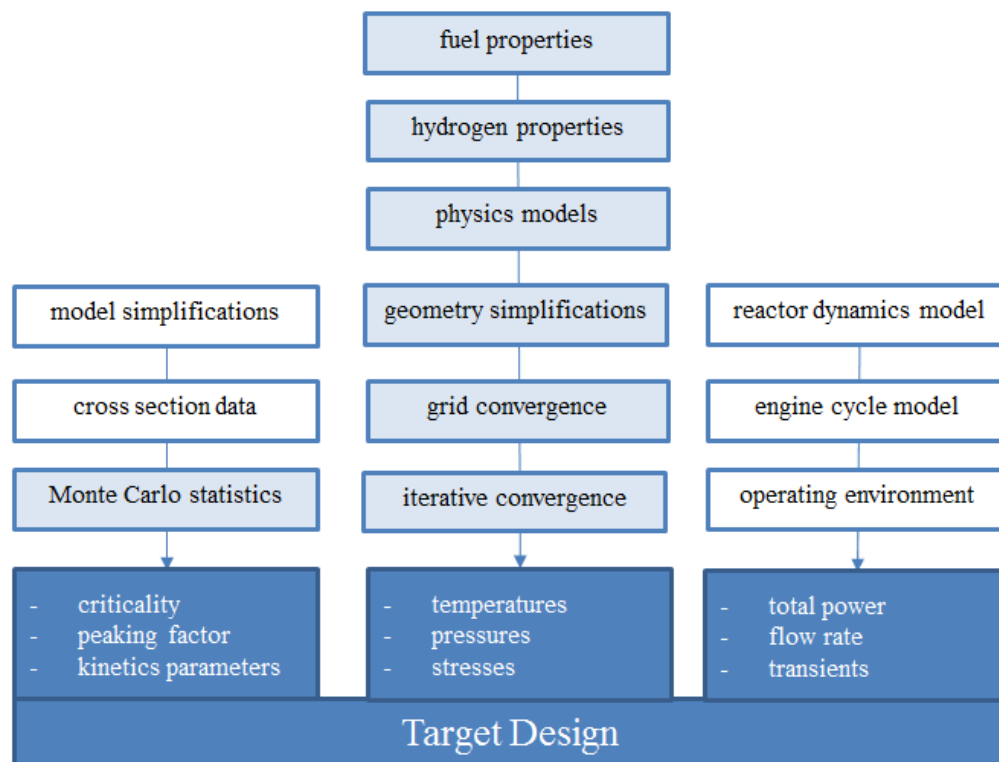 fuel properties
hydrogen properties
physics models
model simplifications
geometry simplifications
reactor dynamics model
cross section data
grid convergence
engine cycle model
Monte Carlo statistics
iterative convergence
operating environment
- criticality
- peaking factor
- kinetics parameters
- temperatures
- pressures
- stresses
- total power
- flow rate
- transients
Target Design